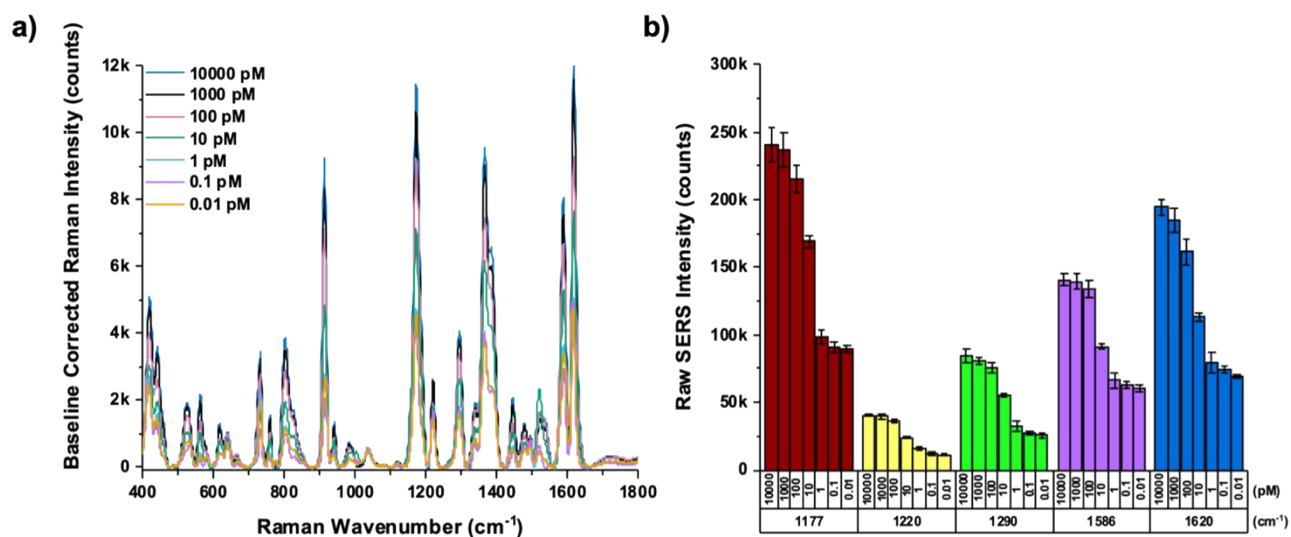 a)
Baseline Corrected Raman Intensity (counts)
12k
10k
8k
6k
4k
2k
0
10000 pM
1000 pM
100 pM
10 pM
1 pM
0.1 pM
0.01 pM
400 600 800 1000 1200 1400 1600 1800
Raman Wavenumber (cm⁻¹)
b)
Raw SERS Intensity (counts)
300k
250k
200k
150k
100k
50k
0
10000 1000 100 10 1 0.1 0.01 10000 1000 100 10 1 0.1 0.01 10000 1000 100 10 1 0.1 0.01 10000 1000 100 10 1 0.1 0.01 10000 1000 100 10 1 0.1 0.01 (pM)
1177 1220 1290 1586 1620 (cm⁻¹)